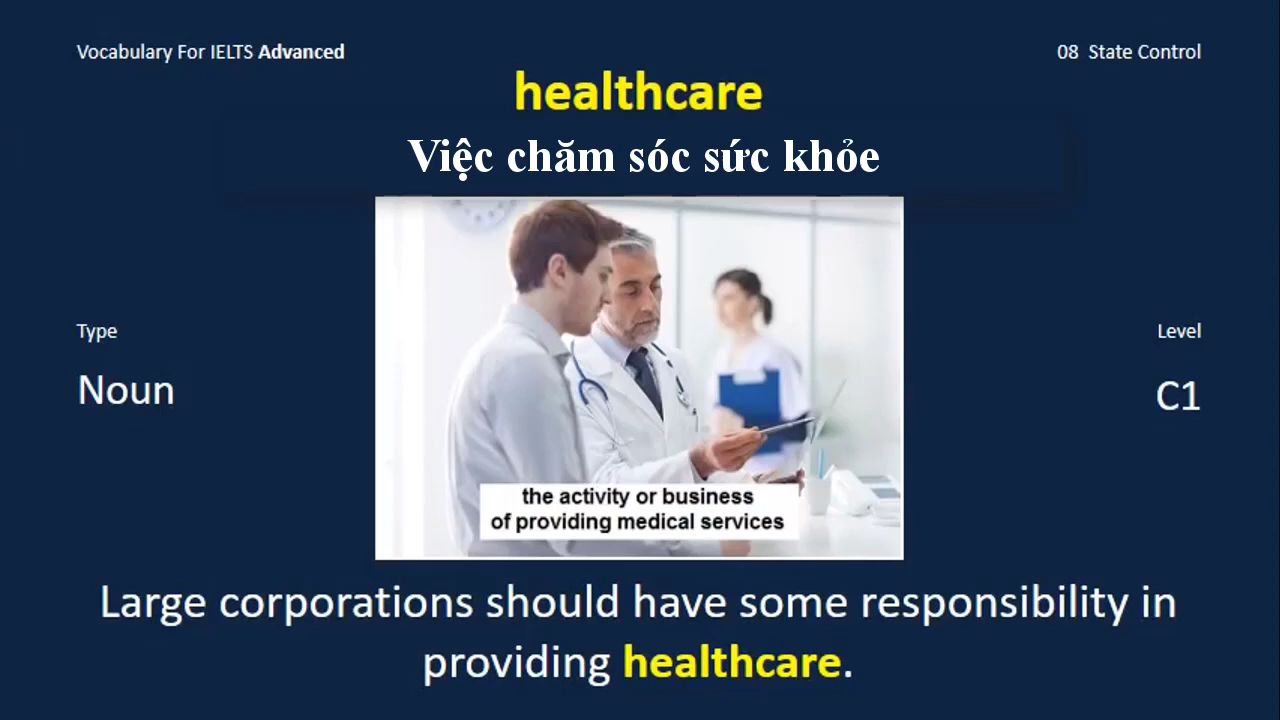 Vocabulary For IELTS Advanced
08 State Control
healthcare
Việc chăm sóc sức khỏe
Type
Noun
Level
C1
the activity or business
of providing medical services
Large corporations should have some responsibility in
providing healthcare.